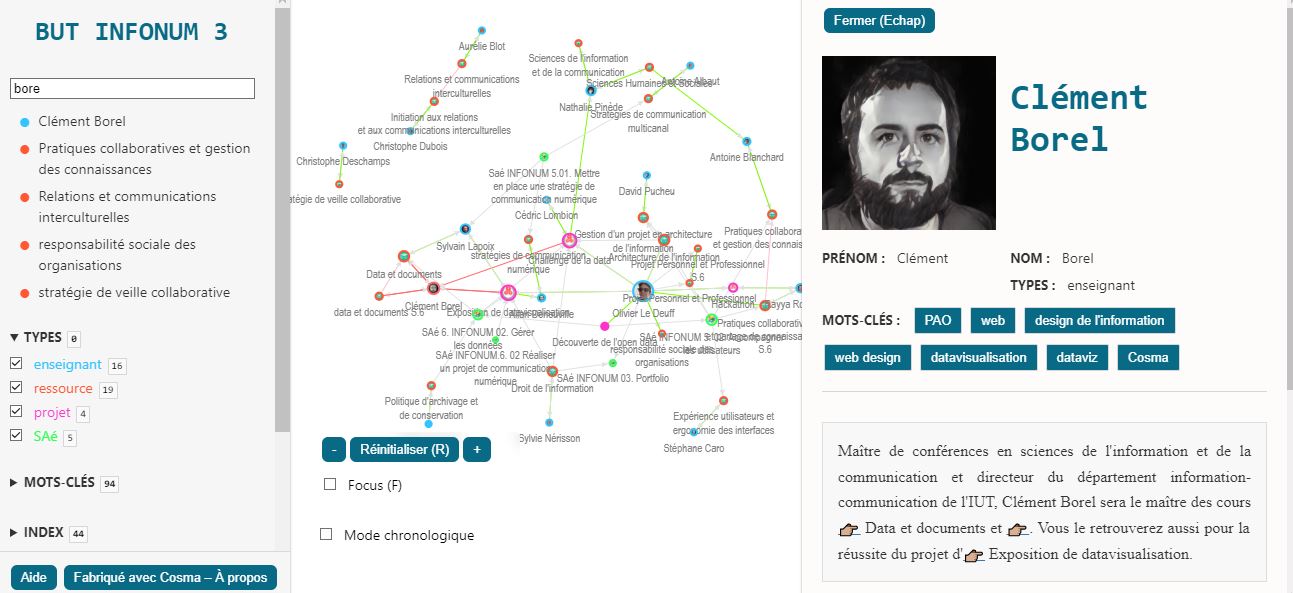 BUT INFONUM 3
bore
Clément Borel
Pratiques collaboratives et gestion
des connaissances
Relations et communications
interculturelles
responsabilité sociale des
organisations
stratégie de veille collaborative
TYPES 0
enseignant 16
ressource 19
projet 4
SAé 5
MOTS-CLÉS 94
INDEX 44
Aide
Fabriqué avec Cosma – À propos
Aurélie Blot
Relations et communications
interculturelles
Initiation aux relations
et aux communications interculturelles
Christophe Dubois
Christophe Deschamps
atégie de veille collaborative
Sciences de l'information
et de la communication
Sciences Humaines et Sociales
Antoine Albaut
Nathalie Pinède
Stratégies de communication
multicanal
Antoine Blanchard
Saé INFONUM 5.01. Mettre
en place une stratégie de
communication numérique
David Pucheu
Cédric Lombion
Sylvain Lapoix
stratégies de communication
numérique
Gestion d'un projet en architecture
de l'information
Architecture de l'information
Challenge de la data
Pratiques collabora
et gestion des connais
Projet Personnel et Professionnel
S.6
Data et documents
Clément Borel
data et documents S.6
Exposition de datavisualisation
Projet Personnel et Professionnel
Olivier Le Deuff
Hackathon
SAé 6. INFONUM 02. Gérer
les données
Découverte de l'open data
responsabilité sociale des
organisations
Pratiques collaborativ
S.6
les utilisateurs
SAé INFONUM.6. 02 Réaliser
un projet de communication
numérique
SAé INFONUM 03. Portfolio
Droit de l'information
Politique d'archivage et
de conservation
Sylvie Nérisson
Expérience utilisateurs et
ergonomie des interfaces
Stéphane Caro
-
Réinitialiser (R)
+
Focus (F)
Mode chronologique
Fermer (Echap)
Clément
Borel
PRÉNOM : Clément
NOM : Borel
TYPES : enseignant
MOTS-CLÉS : PAO web design de l'information
web design datavisualisation dataviz Cosma
Maître de conférences en sciences de l'information et de la
communication et directeur du département information-
communication de l'IUT, Clément Borel sera le maître des cours
Data et documents et . Vous le retrouverez aussi pour la
réussite du projet d' Exposition de datavisualisation.